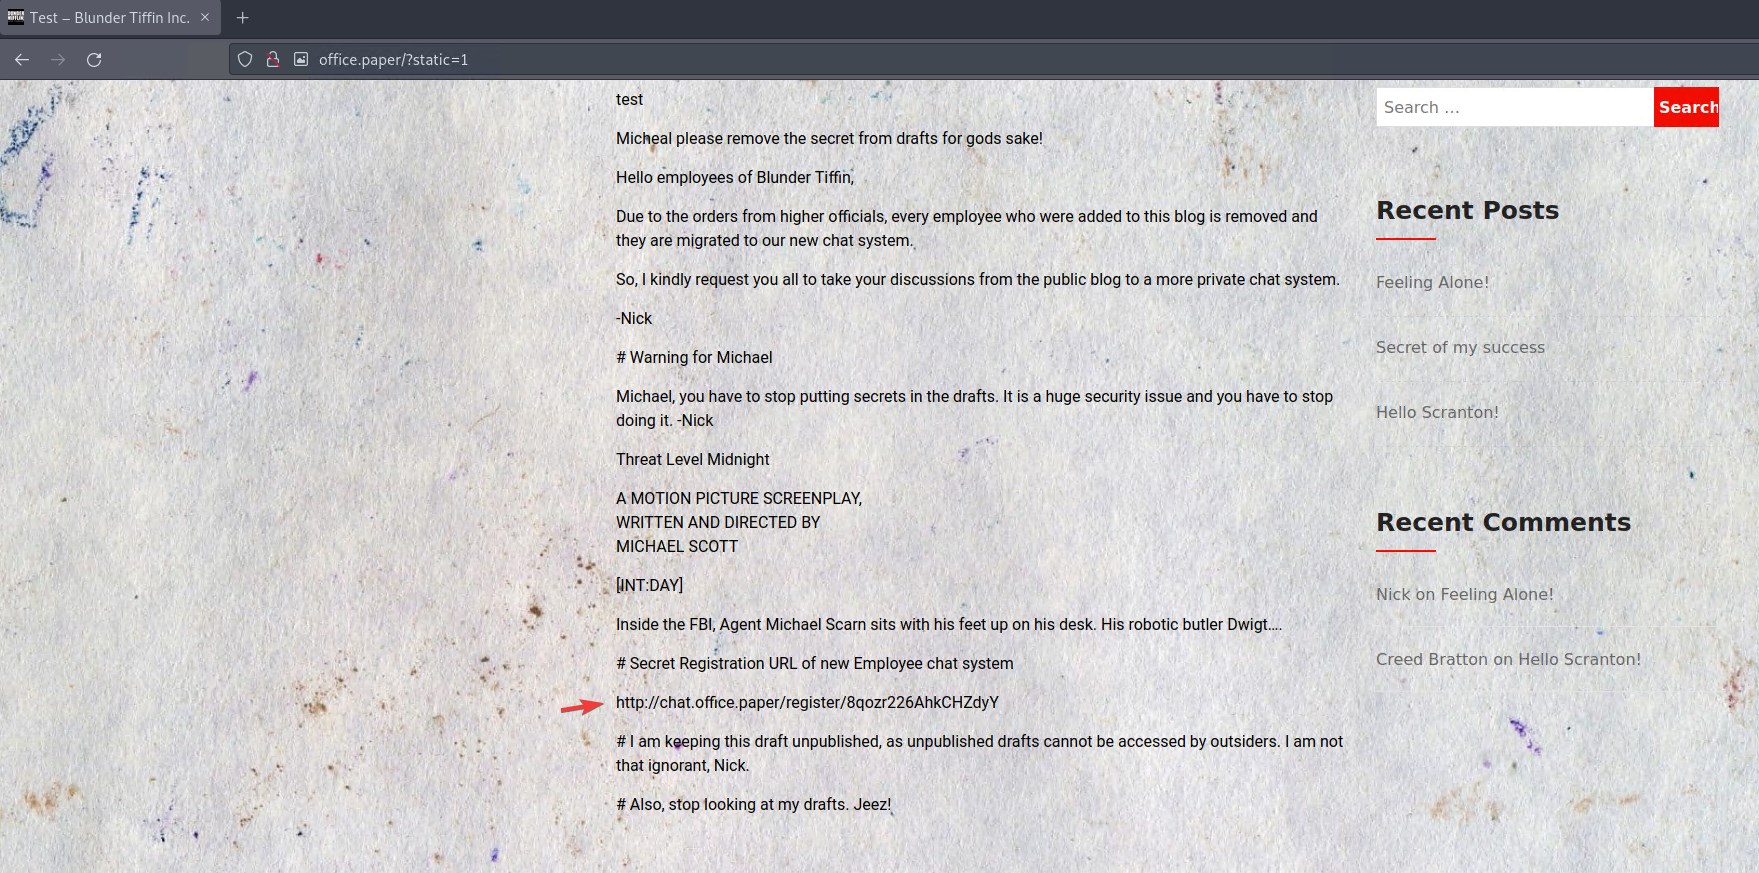 Test – Blunder Tiffin Inc.
office.paper/?static=1
test
Micheal please remove the secret from drafts for gods sake!
Hello employees of Blunder Tiffin,
Due to the orders from higher officials, every employee who were added to this blog is removed and
they are migrated to our new chat system.
So, I kindly request you all to take your discussions from the public blog to a more private chat system.
-Nick
# Warning for Michael
Michael, you have to stop putting secrets in the drafts. It is a huge security issue and you have to stop
doing it. -Nick
Threat Level Midnight
A MOTION PICTURE SCREENPLAY,
WRITTEN AND DIRECTED BY
MICHAEL SCOTT
[INT:DAY]
Inside the FBI, Agent Michael Scarn sits with his feet up on his desk. His robotic butler Dwigt….
# Secret Registration URL of new Employee chat system
http://chat.office.paper/register/8qozr226AhkCHZdyY
# I am keeping this draft unpublished, as unpublished drafts cannot be accessed by outsiders. I am not
that ignorant, Nick.
# Also, stop looking at my drafts. Jeez!
Search …
Search
Recent Posts
Feeling Alone!
Secret of my success
Hello Scranton!
Recent Comments
Nick on Feeling Alone!
Creed Bratton on Hello Scranton!